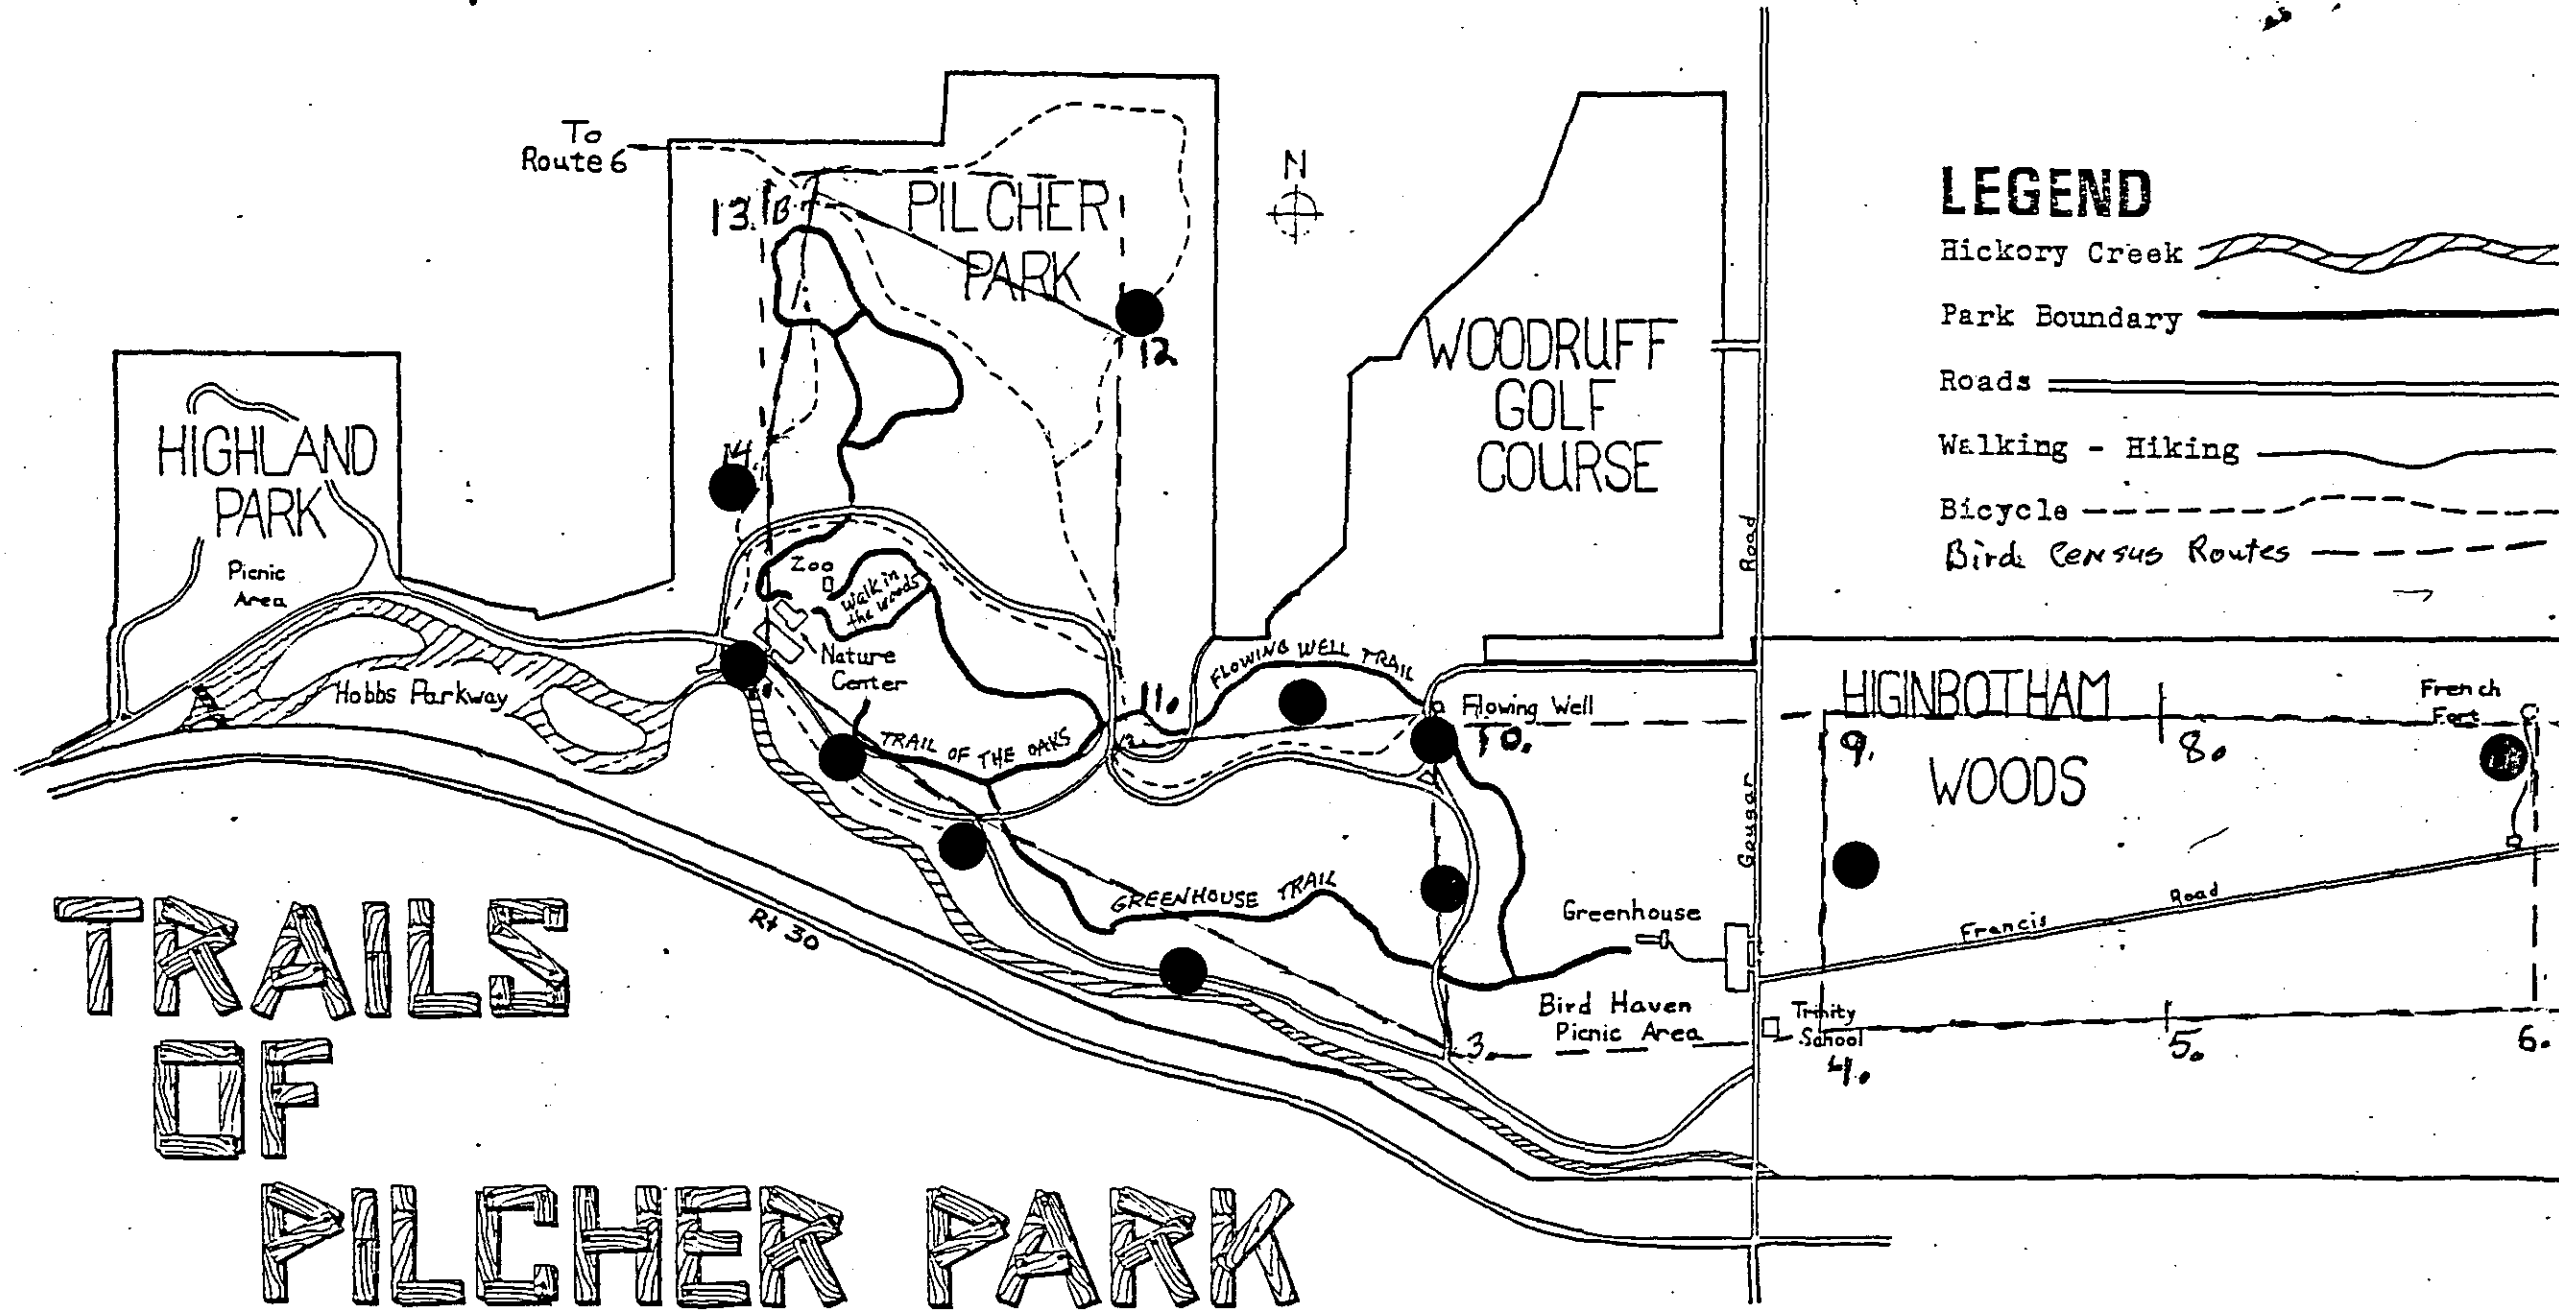 To
Route 6
N
13.
B
PILCHER
PARK
12.
WOODRUFF
GOLF
COURSE
LEGEND
Hickory Creek
Park Boundary
Roads
Walking - Hiking
Bicycle
Bird Census Routes
HIGHLAND
PARK
Picnic
Area
14.
Zoo
Walk in
the woods
Nature
Center
Hobbs Parkway
TRAIL OF THE OAKS
11.
FLOWING WELL TRAIL
Flowing Well
10.
Road
Gougar
HIGINBOTHAM
WOODS
9.
8.
French
Fort
GREENHOUSE TRAIL
Greenhouse
Francis
Road
Rt 30
Bird Haven
Picnic Area
3.
Trinity
School
4.
5.
6.
TRAILS
OF
PILCHER PARK